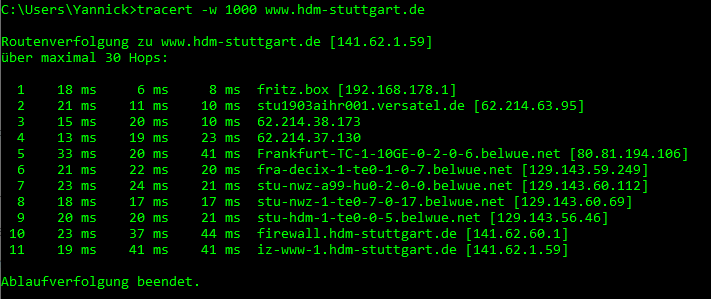 C:\Users\Yannick>tracert -w 1000 www.hdm-stuttgart.de
Routenverfolgung zu www.hdm-stuttgart.de [141.62.1.59]
über maximal 30 Hops:
1 18 ms 6 ms 8 ms fritz.box [192.168.178.1]
2 21 ms 11 ms 10 ms stu1903aihr001.versatel.de [62.214.63.95]
3 15 ms 20 ms 10 ms 62.214.38.173
4 13 ms 19 ms 23 ms 62.214.37.130
5 33 ms 20 ms 41 ms Frankfurt-TC-1-10GE-0-2-0-6.belwue.net [80.81.194.106]
6 21 ms 22 ms 20 ms fra-decix-1-te0-1-0-7.belwue.net [129.143.59.249]
7 23 ms 24 ms 21 ms stu-nwz-a99-hu0-2-0-0.belwue.net [129.143.60.112]
8 18 ms 17 ms 17 ms stu-nwz-1-te0-7-0-17.belwue.net [129.143.60.69]
9 20 ms 20 ms 21 ms stu-hdm-1-te0-0-5.belwue.net [129.143.56.46]
10 23 ms 37 ms 44 ms firewall.hdm-stuttgart.de [141.62.60.1]
11 19 ms 41 ms 41 ms iz-www-1.hdm-stuttgart.de [141.62.1.59]
Ablaufverfolgung beendet.